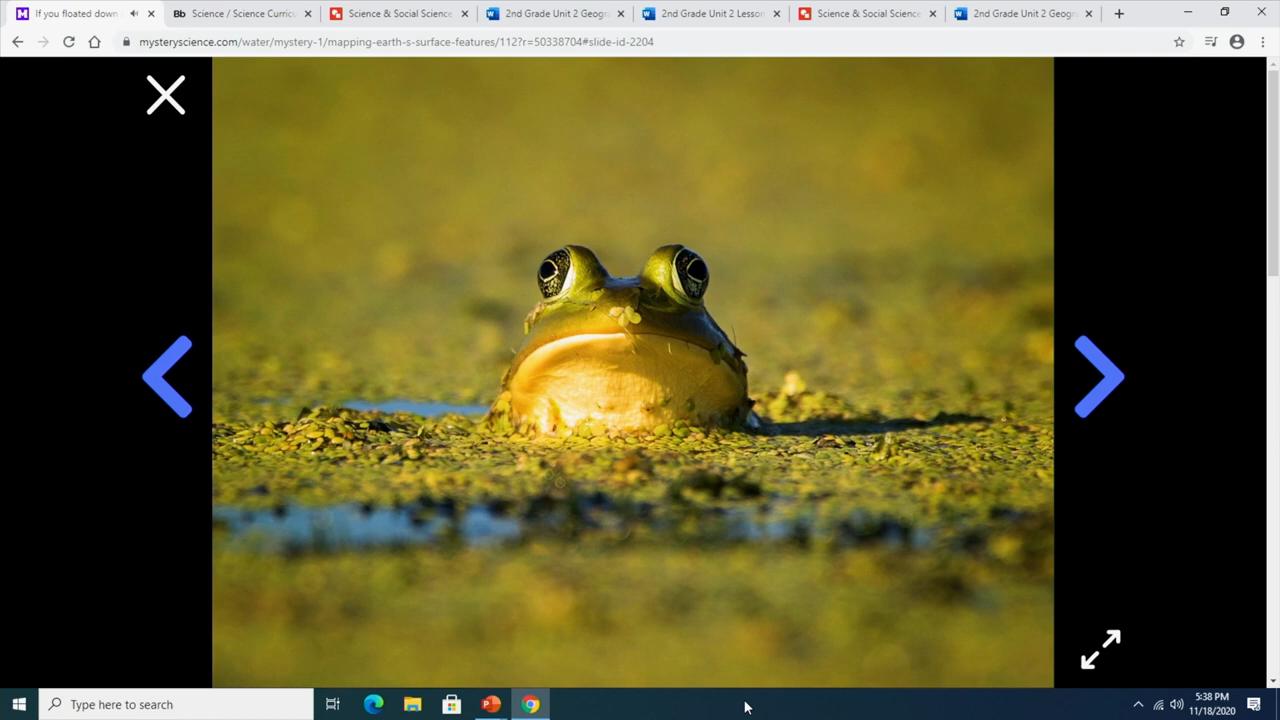 If you floated down
Bb Science / Science Curricu
Science & Social Science
2nd Grade Unit 2 Geogr
2nd Grade Unit 2 Lesson
Science & Social Science
2nd Grade Unit 2 Geogr
mysteryscience.com/water/mystery-1/mapping-earth-s-surface-features/112?r=50338704#slide-id-2204
Type here to search
5:38 PM
11/18/2020